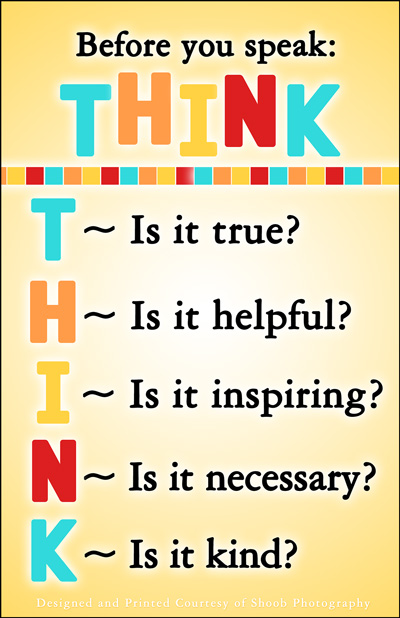 Before you speak:
THINK
T ~ Is it true?
H ~ Is it helpful?
I ~ Is it inspiring?
N ~ Is it necessary?
K ~ Is it kind?
Designed and Printed Courtesy of Shoob Photography